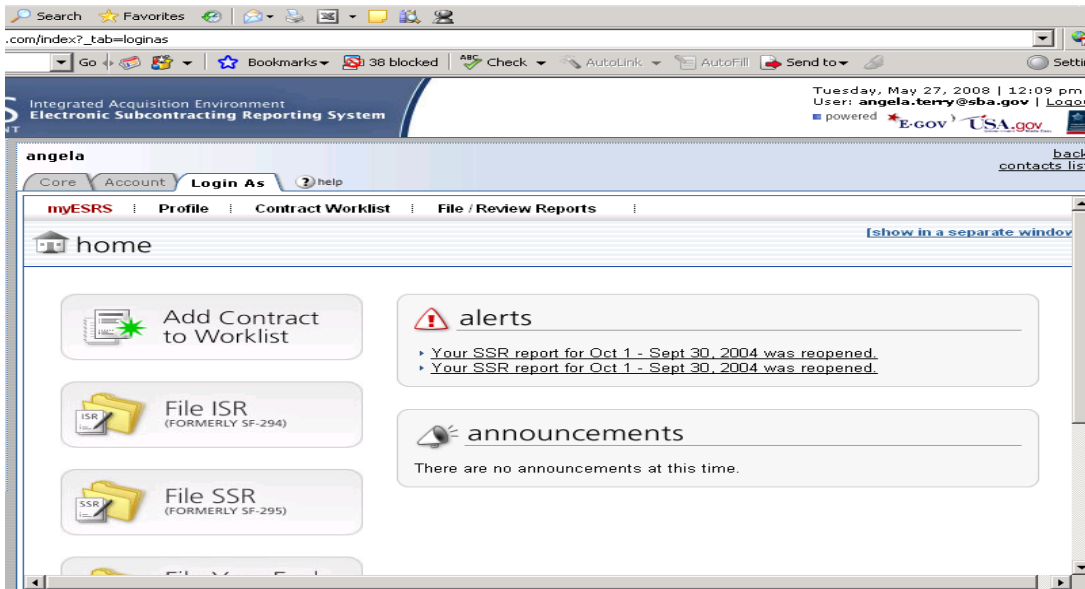 Search Favorites
.com/index?_tab=loginas
Go Bookmarks 38 blocked ABC Check AutoLink AutoFill Send to
Integrated Acquisition Environment
Electronic Subcontracting Reporting System
Tuesday, May 27, 2008 | 12:09 pm
User: angela.terry@sba.gov |
powered E-GOV USA.gov
angela
back
contacts
Core Account Login As ? help
myESRS Profile Contract Worklist File / Review Reports
home
[show in a separate
Add Contract
to Worklist
alerts
Your SSR report for Oct 1 - Sept 30, 2004 was reopened.
Your SSR report for Oct 1 - Sept 30, 2004 was reopened.
ISR
File ISR
(FORMERLY SF-294)
announcements
There are no announcements at this time.
SSR
File SSR
(FORMERLY SF-295)